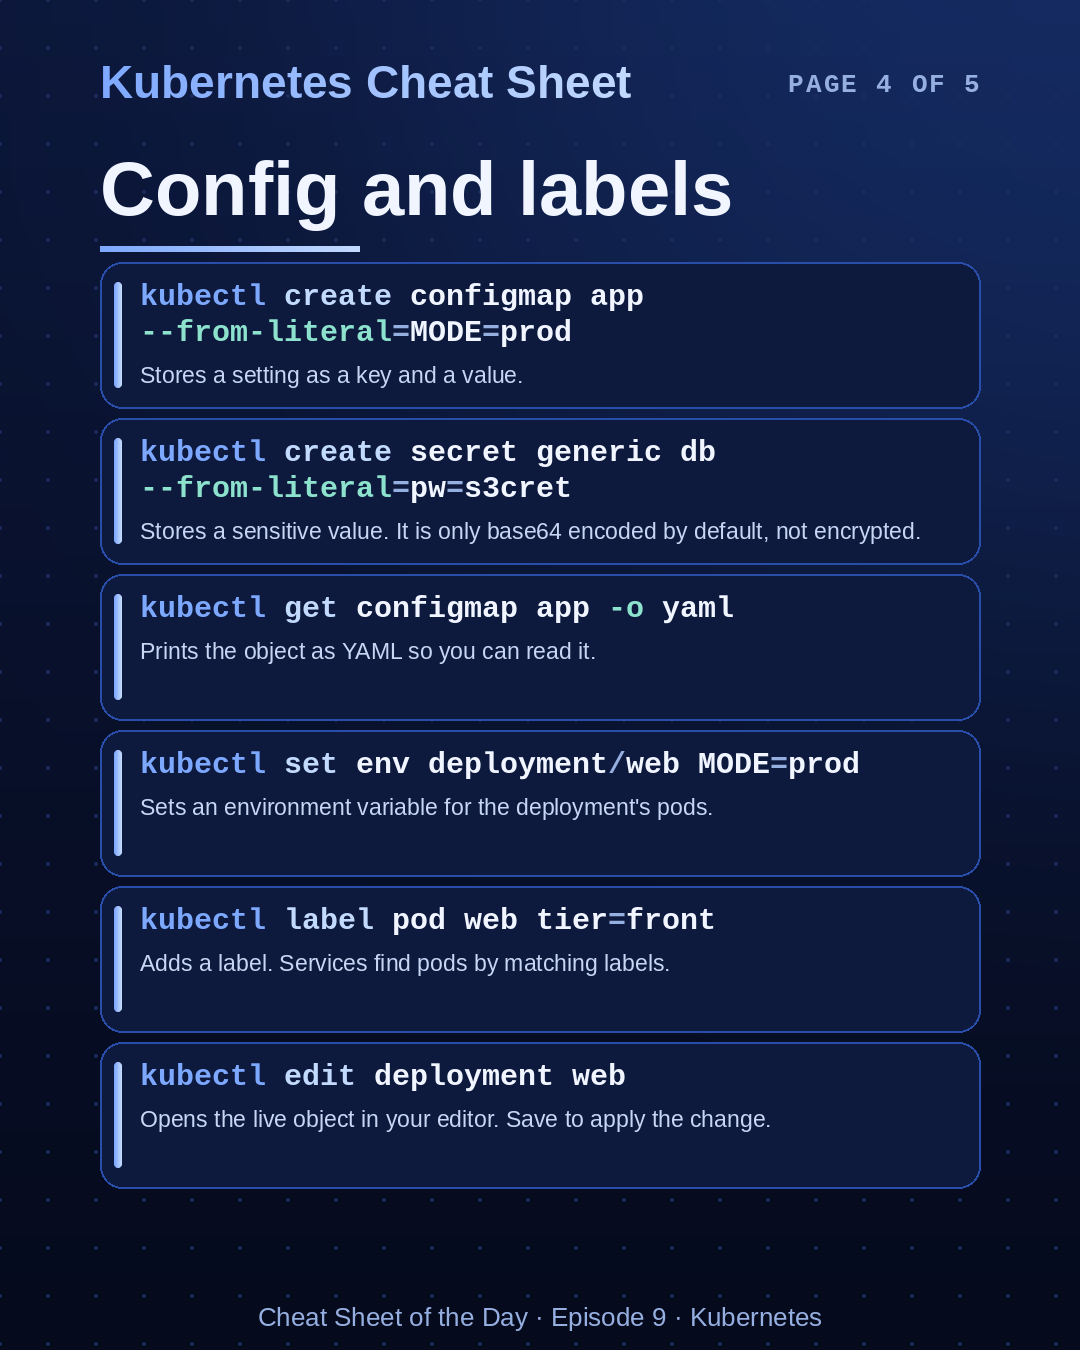 Kubernetes Cheat Sheet
PAGE 4 OF 5
Config and labels
kubectl create configmap app
--from-literal=MODE=prod
Stores a setting as a key and a value.
kubectl create secret generic db
--from-literal=pw=s3cret
Stores a sensitive value. It is only base64 encoded by default, not encrypted.
kubectl get configmap app -o yaml
Prints the object as YAML so you can read it.
kubectl set env deployment/web MODE=prod
Sets an environment variable for the deployment's pods.
kubectl label pod web tier=front
Adds a label. Services find pods by matching labels.
kubectl edit deployment web
Opens the live object in your editor. Save to apply the change.
Cheat Sheet of the Day · Episode 9 · Kubernetes